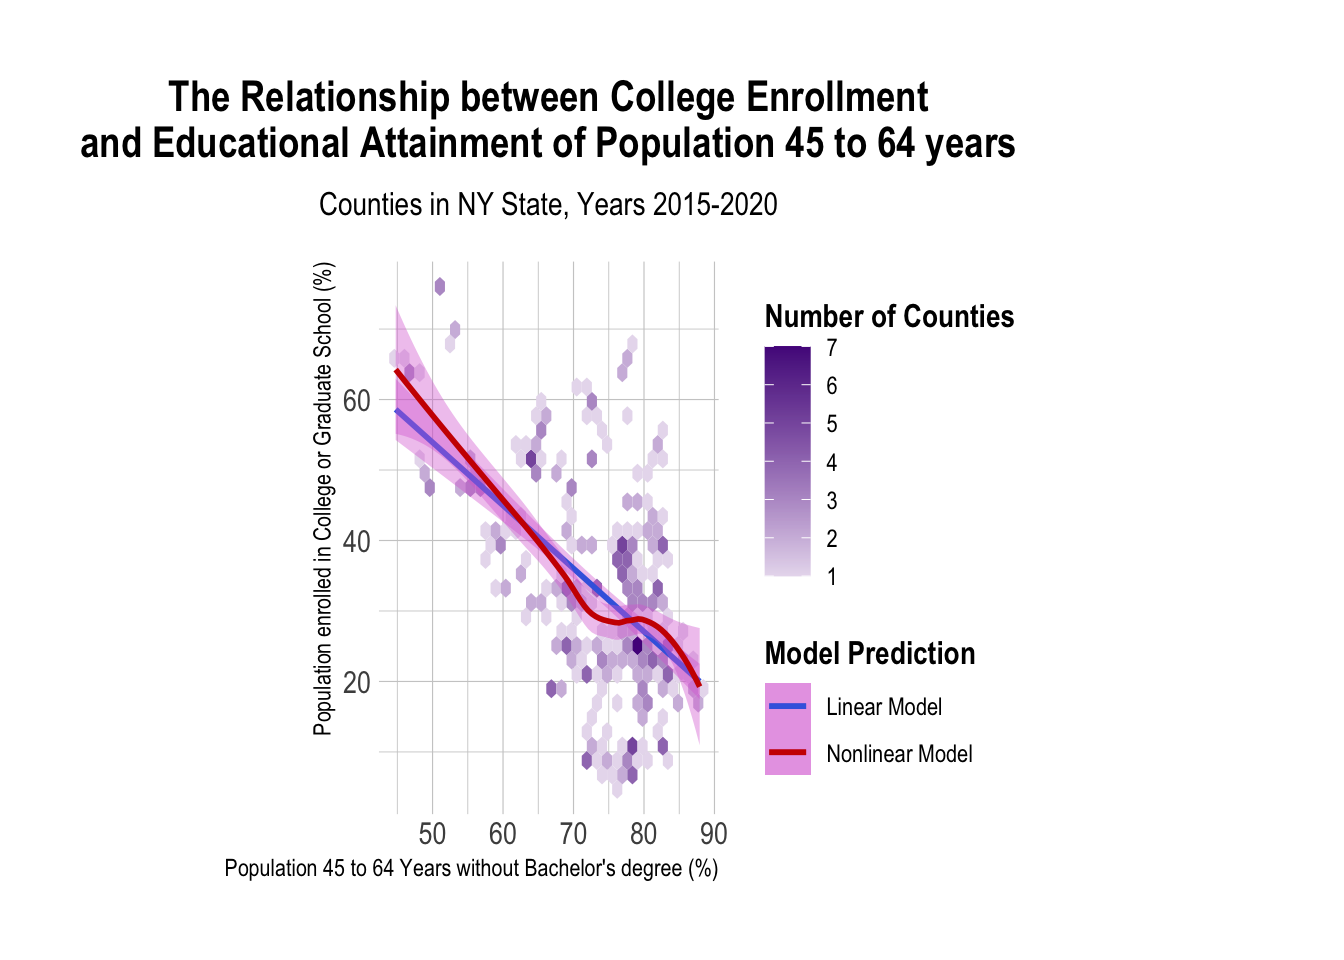 The Relationship between College Enrollment
and Educational Attainment of Population 45 to 64 years
Counties in NY State, Years 2015-2020
Population enrolled in College or Graduate School (%)
60
40
20
50 60 70 80 90
Population 45 to 64 Years without Bachelor's degree (%)
Number of Counties
7
6
5
4
3
2
1
Model Prediction
Linear Model
Nonlinear Model